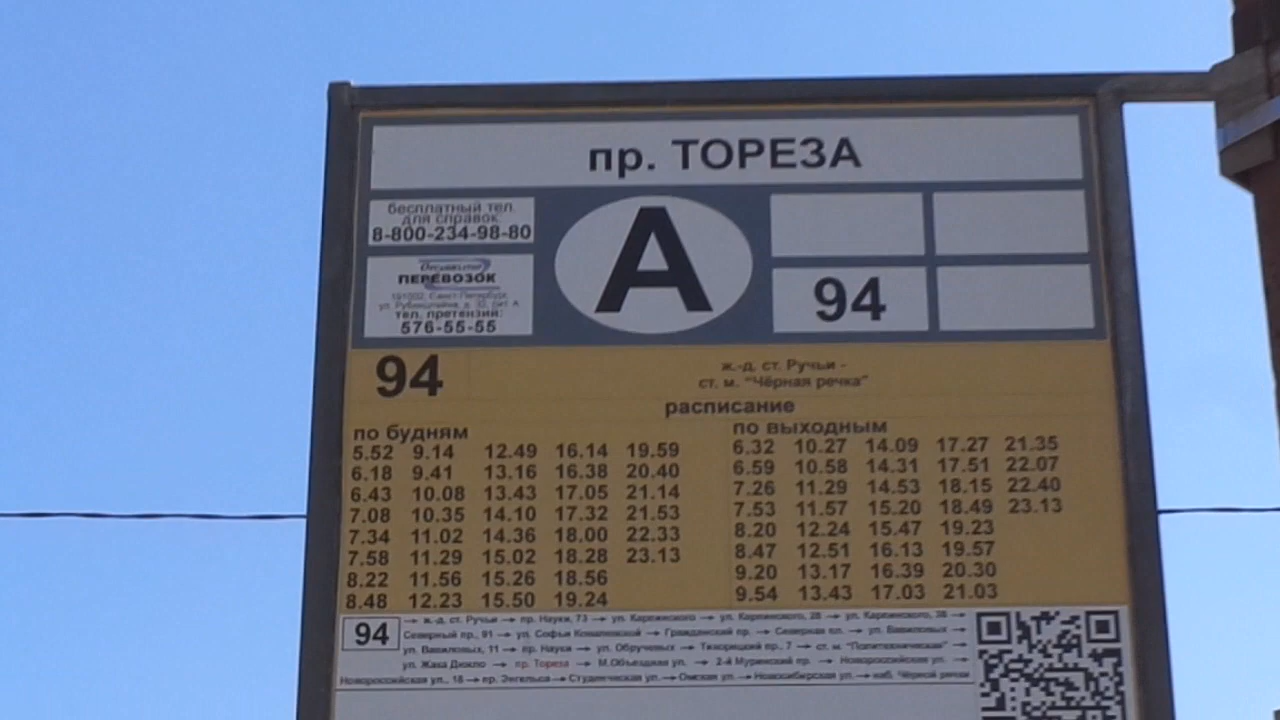 пр. ТОРЕЗА
бесплатный тел.
для справок:
8-800-234-98-80
ПЕРЕВОЗОК
191002, Санкт-Петербург,
тел. претензий:
576-55-55
А
94
94
ж.-д. ст. Ручьи -
ст. м. "Чёрная речка"
расписание
по будням
5.52 9.14 12.49 16.14 19.59
6.18 9.41 13.16 16.38 20.40
6.43 10.08 13.43 17.05 21.14
7.08 10.35 14.10 17.32 21.53
7.34 11.02 14.36 18.00 22.33
7.58 11.29 15.02 18.28 23.13
8.22 11.56 15.26 18.56
8.48 12.23 15.50 19.24
по выходным
6.32 10.27 14.09 17.27 21.35
6.59 10.58 14.31 17.51 22.07
7.26 11.29 14.53 18.15 22.40
7.53 11.57 15.20 18.49 23.13
8.20 12.24 15.47 19.23
8.47 12.51 16.13 19.57
9.20 13.17 16.39 20.30
9.54 13.43 17.03 21.03
94
→ ж.-д. ст. Ручьи → пр. Науки, 73 → ул. Карпинского → ул. Карпинского, 28 → ул. Карпинского, 38 →
Северный пр., 91 → ул. Софьи Ковалевской → Гражданский пр. → Северная пл. → ул. Вавиловых →
ул. Вавиловых, 11 → пр. Науки → ул. Обручевых → Тихорецкий пр., 7 → ст. м. "Политехническая" →
ул. Жака Дюкло → пр. Тореза → М.Объездная ул. → 2-й Муринский пр. → Новороссийская ул. →
Новороссийская ул., 18 → пр. Энгельса → Студенческая ул. → Омская ул. → Новосибирская ул. → наб. Чёрной речки